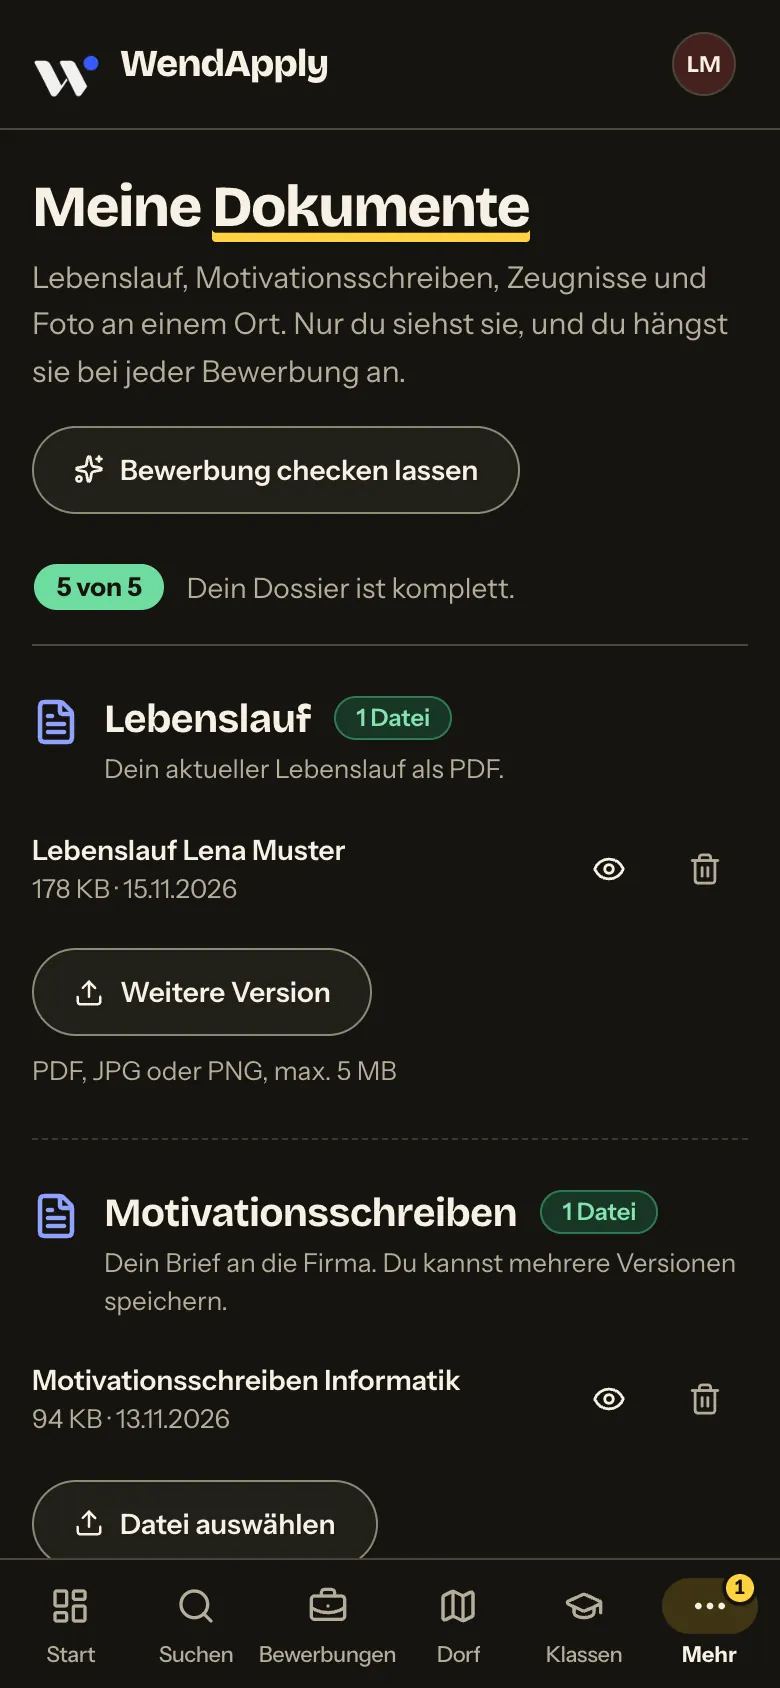 WendApply
LM
Meine Dokumente
Lebenslauf, Motivationsschreiben, Zeugnisse und
Foto an einem Ort. Nur du siehst sie, und du hängst
sie bei jeder Bewerbung an.
Bewerbung checken lassen
5 von 5
Dein Dossier ist komplett.
Lebenslauf
1 Datei
Dein aktueller Lebenslauf als PDF.
Lebenslauf Lena Muster
178 KB · 15.11.2026
Weitere Version
PDF, JPG oder PNG, max. 5 MB
Motivationsschreiben
1 Datei
Dein Brief an die Firma. Du kannst mehrere Versionen
speichern.
Motivationsschreiben Informatik
94 KB · 13.11.2026
Datei auswählen
Start
Suchen
Bewerbungen
Dorf
Klassen
1
Mehr